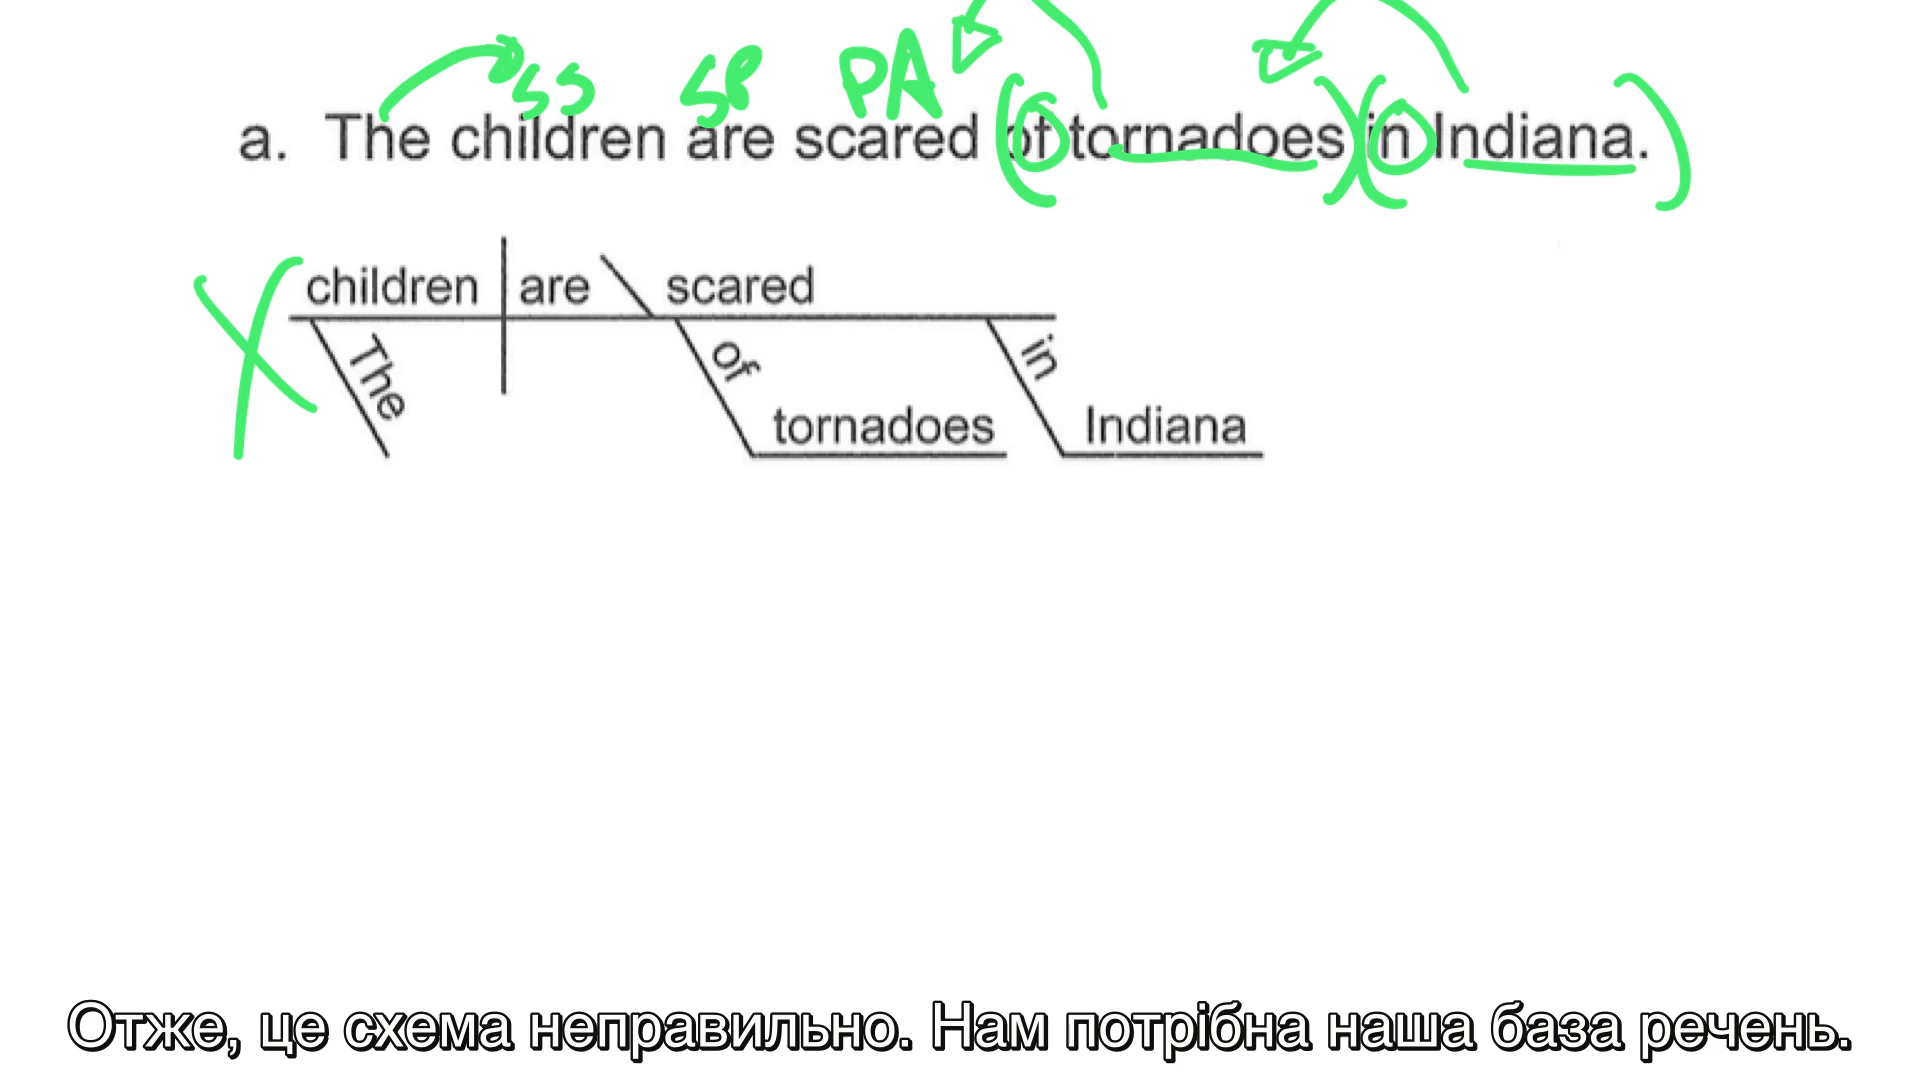 SS SP PA
a. The children are scared (of tornadoes)(in Indiana.)
X children are scared
The of in
tornadoes Indiana
Отже, це схема неправильно. Нам потрібна наша база речень.